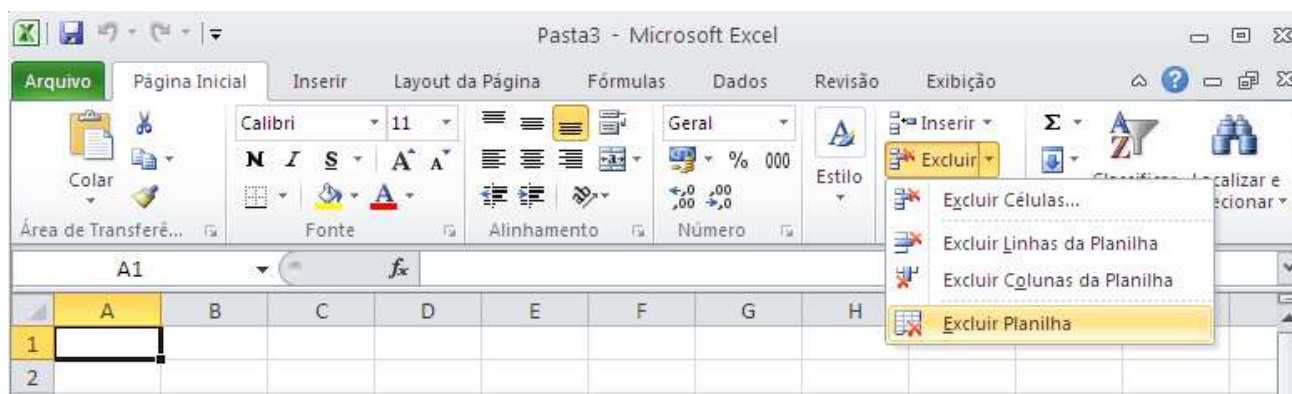 Pasta3 - Microsoft Excel
Arquivo Página Inicial Inserir Layout da Página Fórmulas Dados Revisão Exibição
Calibri 11 Geral Inserir Σ
N I S A A % 000 Excluir
Colar Estilo Localizar e
Área de Transferê... Fonte Alinhamento Número
Excluir Células...
Excluir Linhas da Planilha
Excluir Colunas da Planilha
Excluir Planilha
A1 fx
A B C D E F G H
1
2